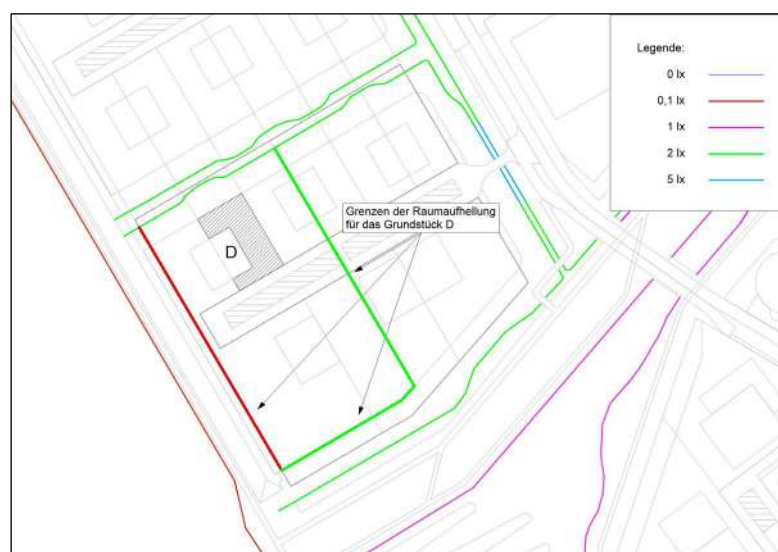 Legende:
0 lx
0,1 lx
1 lx
2 lx
5 lx
Grenzen der Raumaufhellung
für das Grundstück D
D